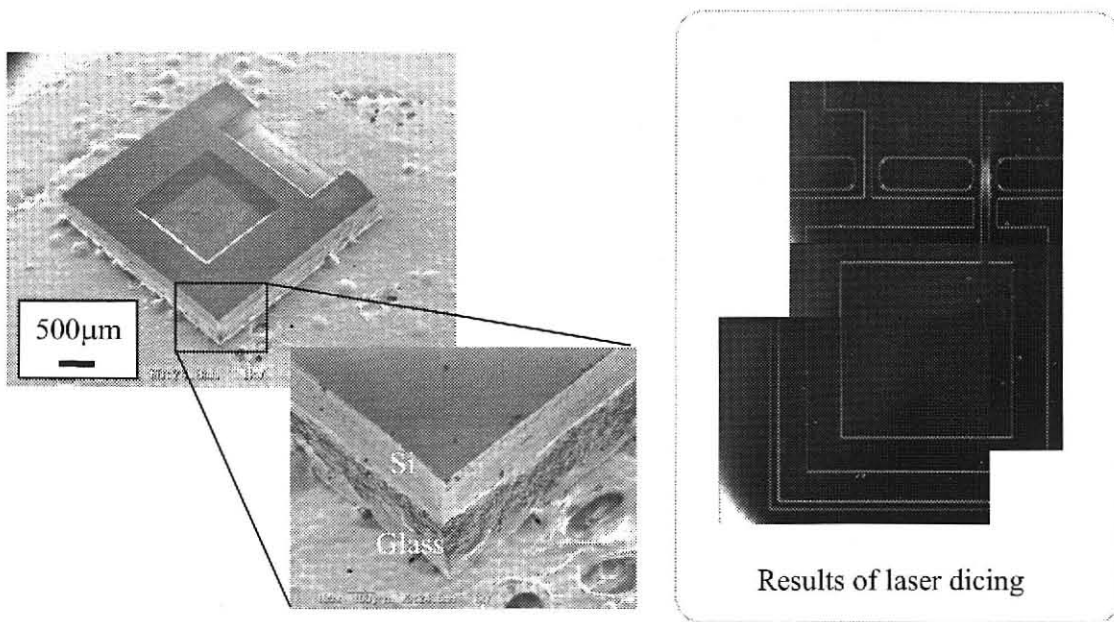 500μm
Si
Glass
Results of laser dicing